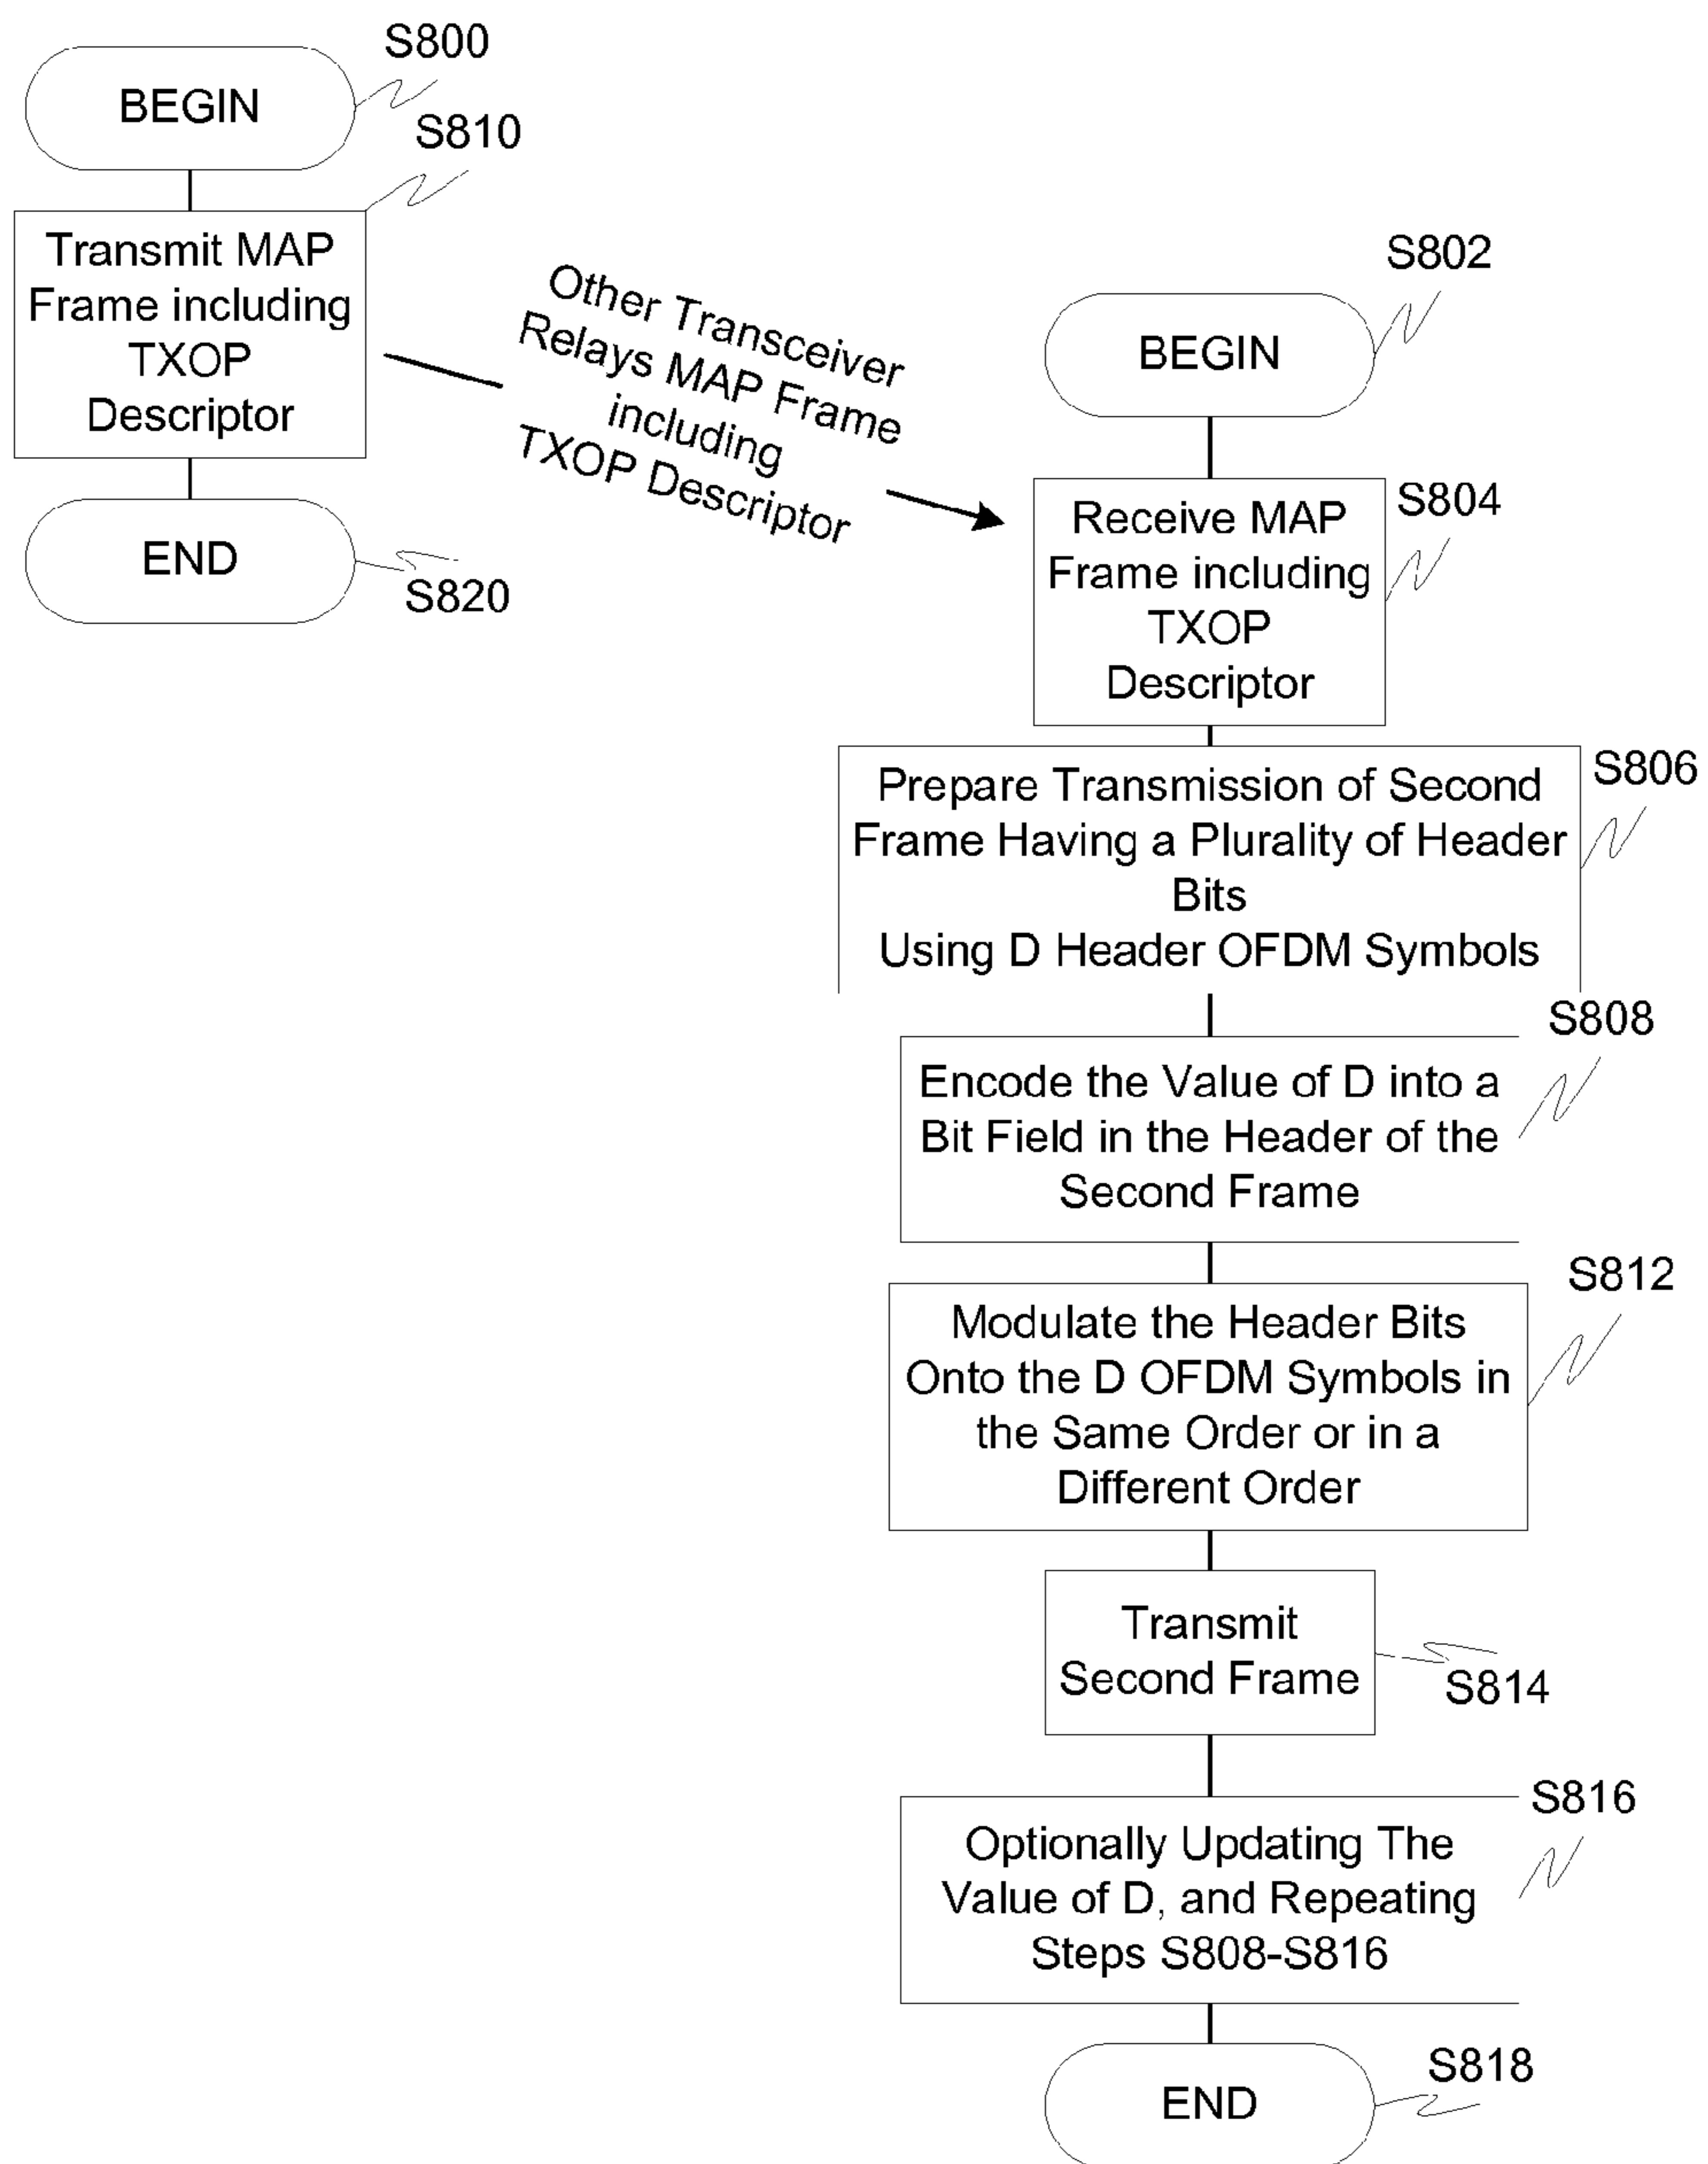 S800
BEGIN
S810
Transmit MAP
Frame including
TXOP
Descriptor
END
S820
Other Transceiver
Relays MAP Frame
including
TXOP Descriptor
S802
BEGIN
S804
Receive MAP
Frame including
TXOP
Descriptor
S806
Prepare Transmission of Second
Frame Having a Plurality of Header
Bits
Using D Header OFDM Symbols
S808
Encode the Value of D into a
Bit Field in the Header of the
Second Frame
S812
Modulate the Header Bits
Onto the D OFDM Symbols in
the Same Order or in a
Different Order
Transmit
Second Frame
S814
S816
Optionally Updating The
Value of D, and Repeating
Steps S808-S816
S818
END